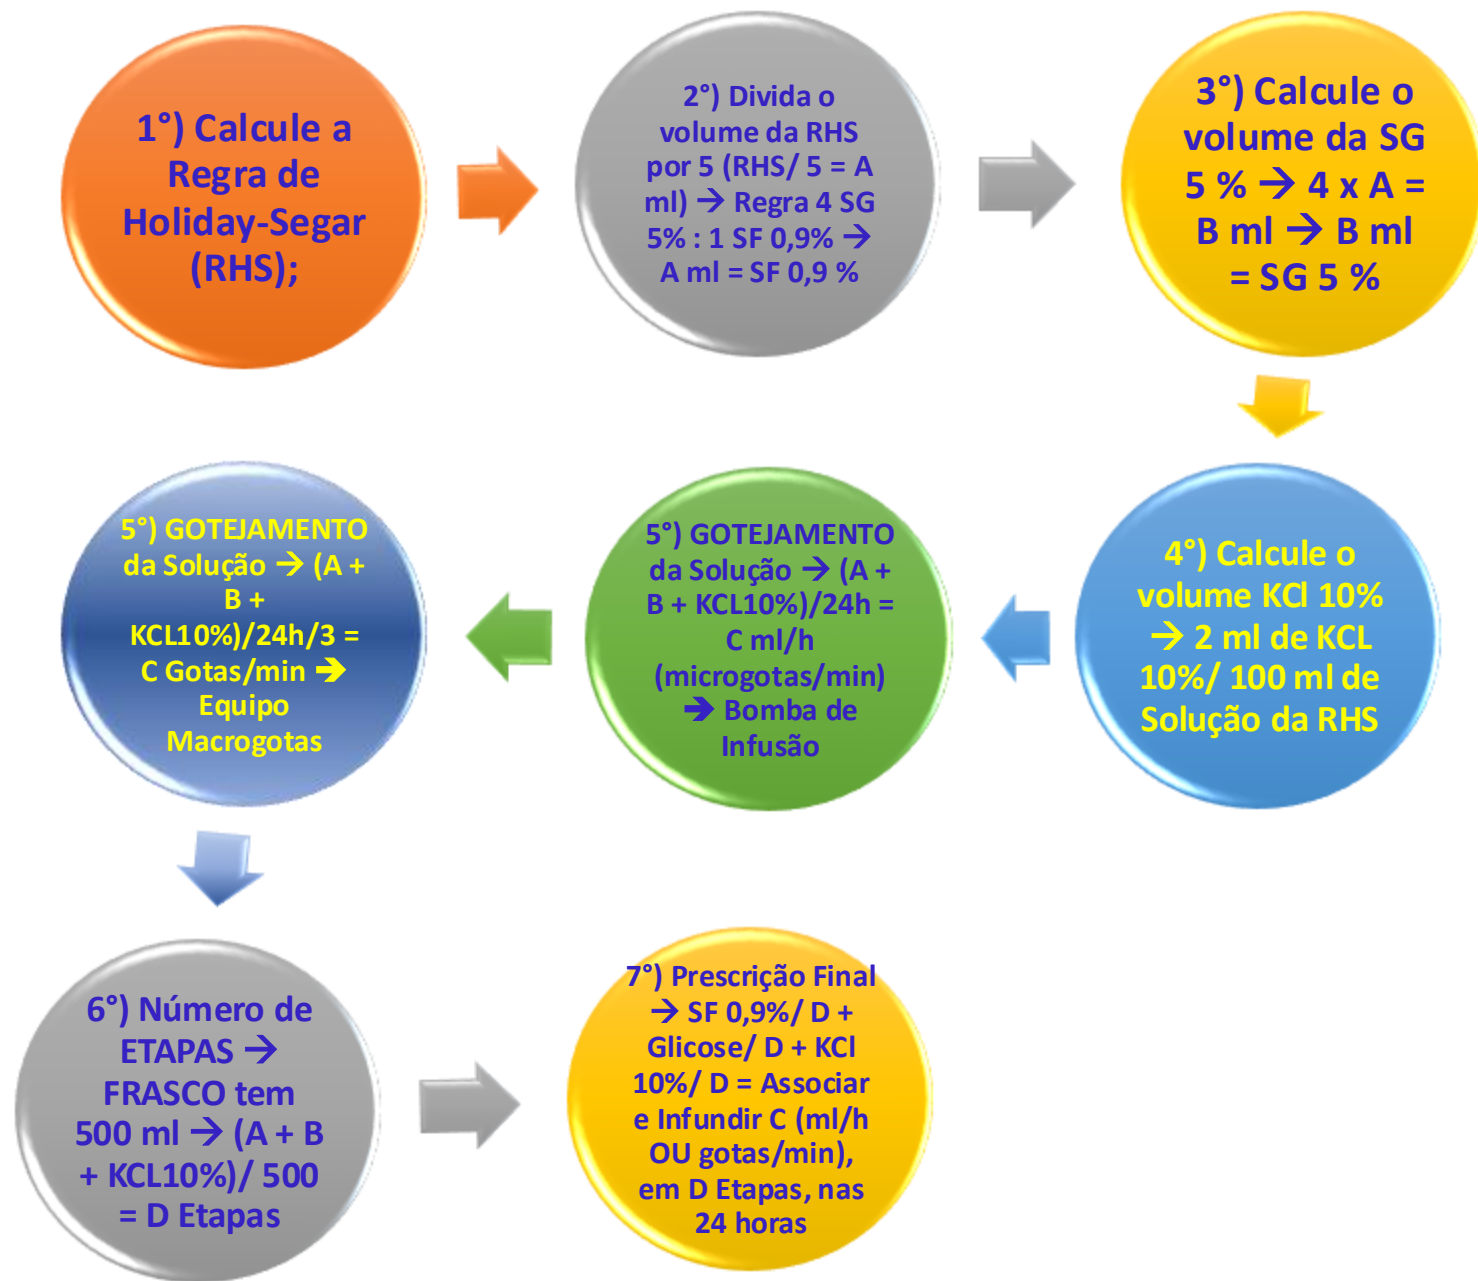 1°) Calcule a
Regra de
Holiday-Segar
(RHS);
2°) Divida o
volume da RHS
por 5 (RHS/ 5 = A
ml) → Regra 4 SG
5% : 1 SF 0,9% →
A ml = SF 0,9 %
3°) Calcule o
volume da SG
5 % → 4 x A =
B ml → B ml
= SG 5 %
4°) Calcule o
volume KCl 10%
→ 2 ml de KCL
10%/ 100 ml de
Solução da RHS
5°) GOTEJAMENTO
da Solução → (A +
B + KCL10%)/24h =
C ml/h
(microgotas/min)
→ Bomba de
Infusão
5°) GOTEJAMENTO
da Solução → (A +
B +
KCL10%)/24h/3 =
C Gotas/min →
Equipo
Macrogotas
6°) Número de
ETAPAS →
FRASCO tem
500 ml → (A + B
+ KCL10%)/ 500
= D Etapas
7°) Prescrição Final
→ SF 0,9%/ D +
Glicose/ D + KCl
10%/ D = Associar
e Infundir C (ml/h
OU gotas/min),
em D Etapas, nas
24 horas